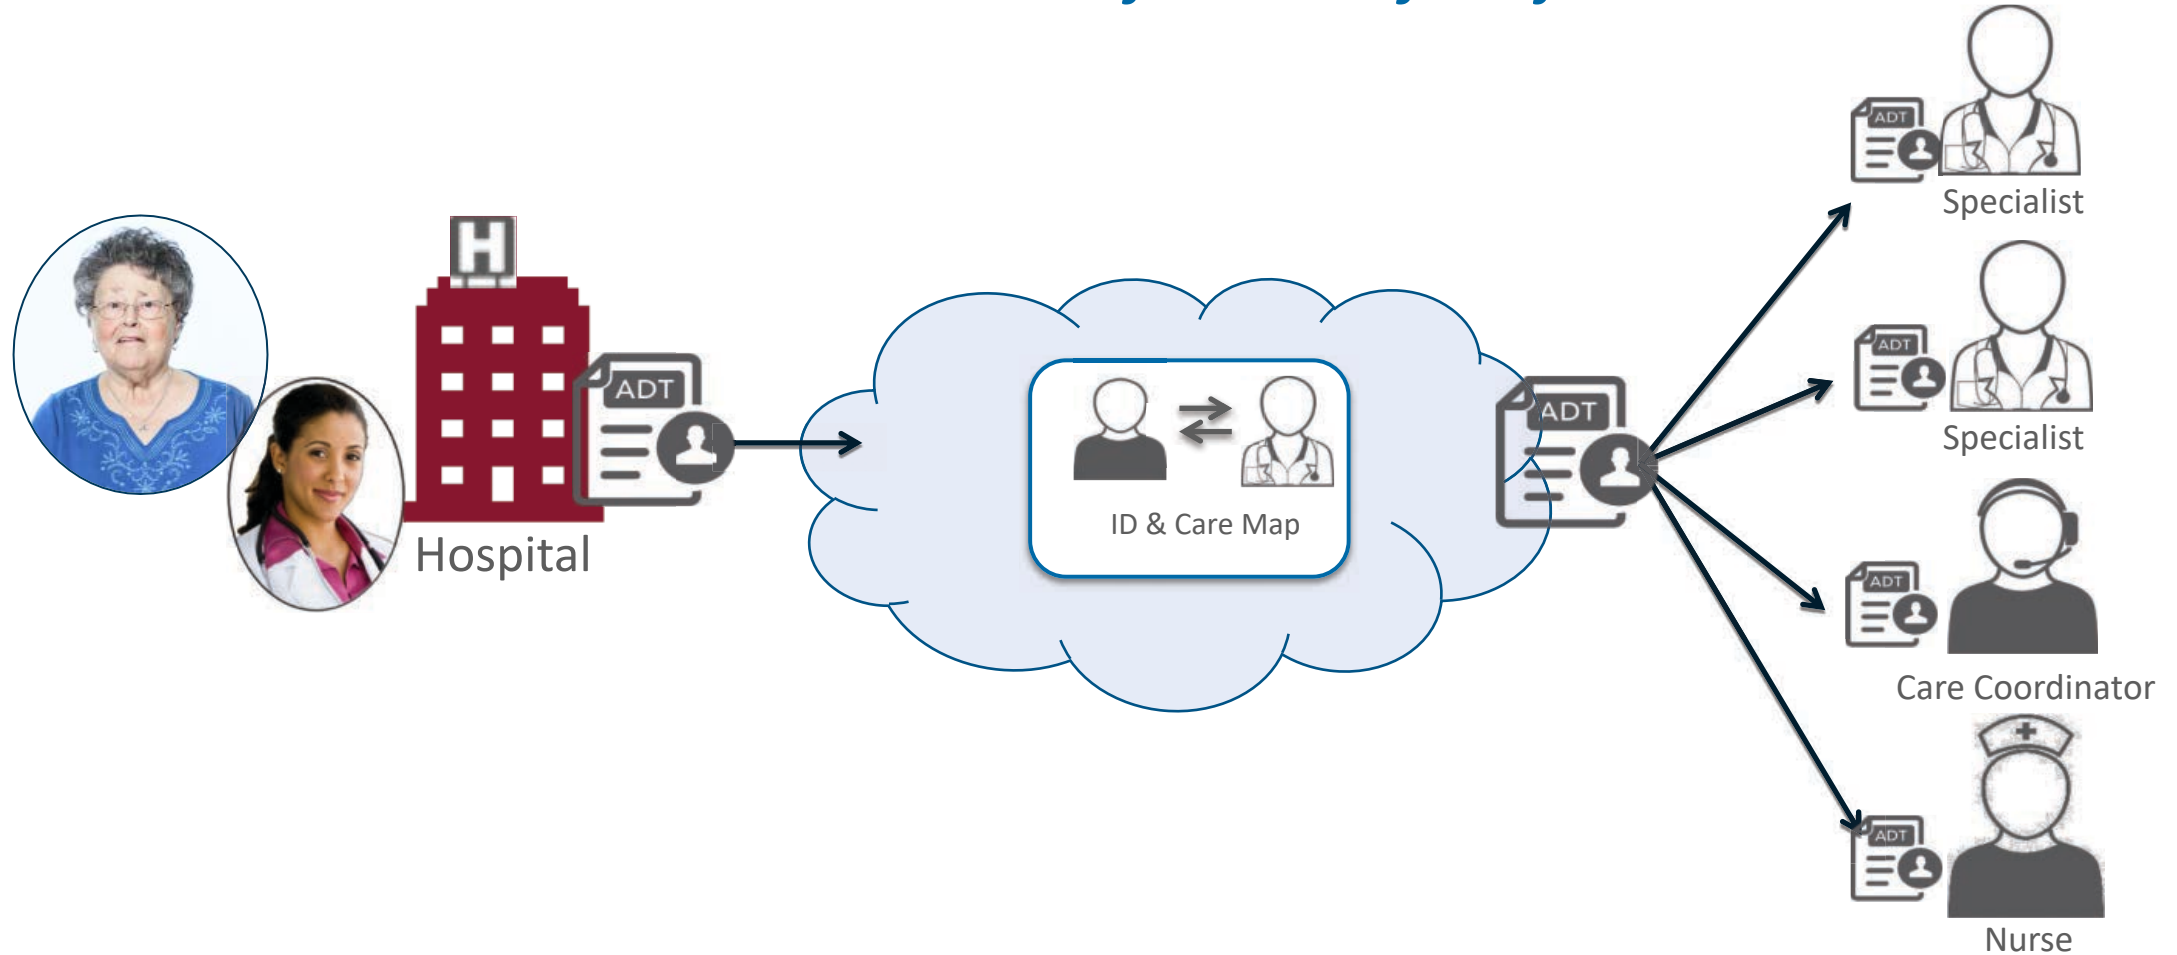 H
ADT
Hospital
ID & Care Map
ADT
ADT
Specialist
ADT
Specialist
ADT
Care Coordinator
ADT
Nurse